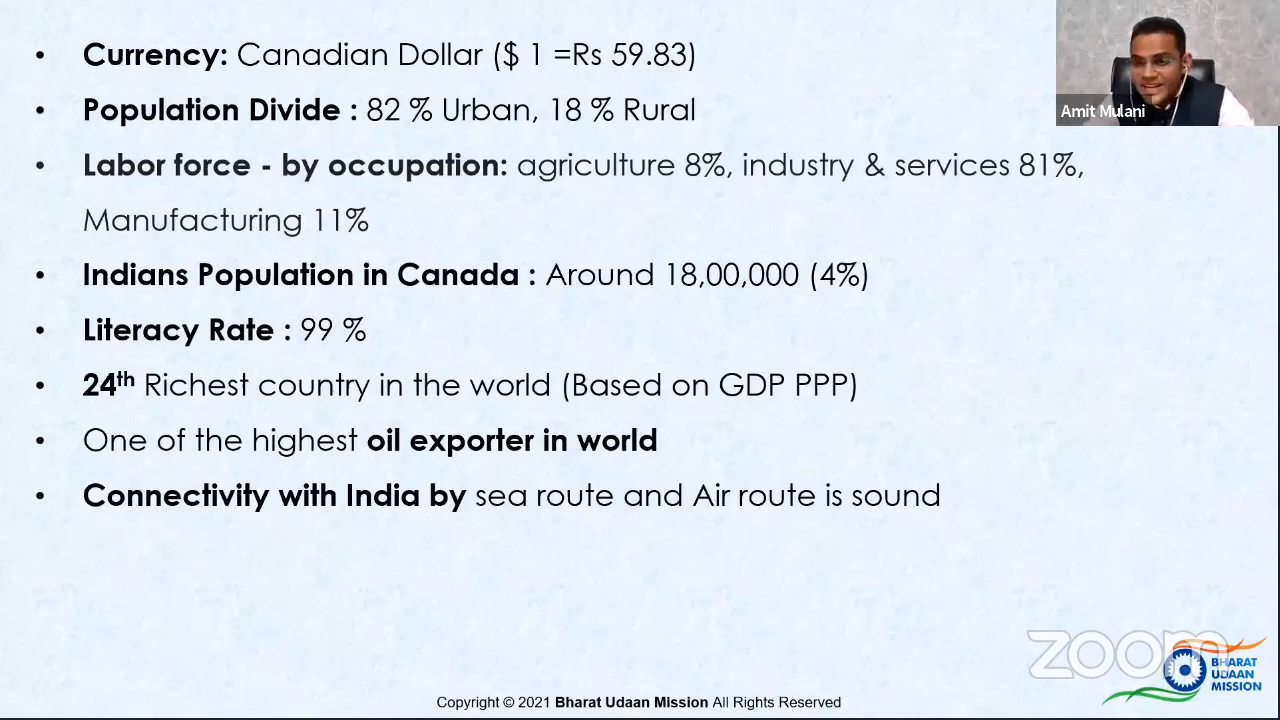 • Currency: Canadian Dollar ($ 1 =Rs 59.83)
• Population Divide : 82 % Urban, 18 % Rural
• Labor force - by occupation: agriculture 8%, industry & services 81%,
Manufacturing 11%
• Indians Population in Canada : Around 18,00,000 (4%)
• Literacy Rate : 99 %
• 24th Richest country in the world (Based on GDP PPP)
• One of the highest oil exporter in world
• Connectivity with India by sea route and Air route is sound
Amit Mulani
zoom
BHARAT
UDAAN
MISSION
Copyright © 2021 Bharat Udaan Mission All Rights Reserved